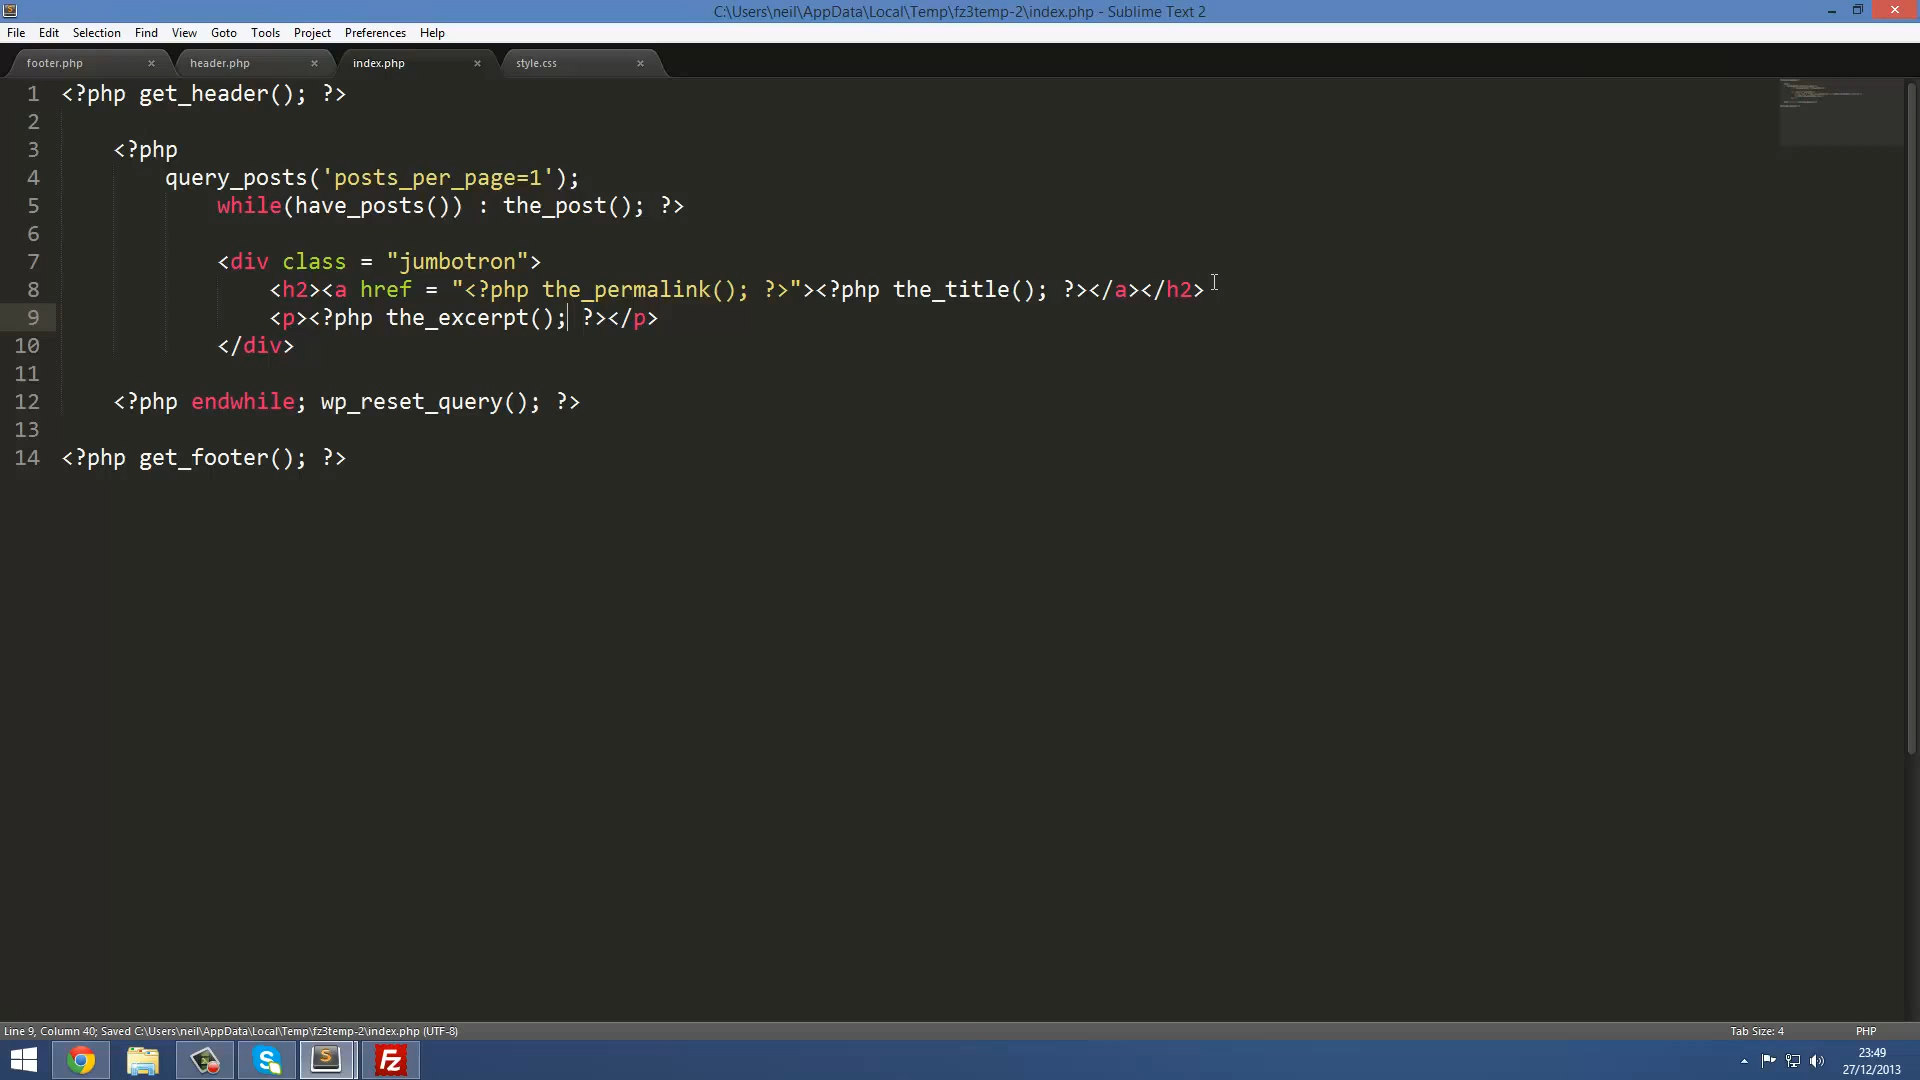 C:\Users\neil\AppData\Local\Temp\fz3temp-2\index.php - Sublime Text 2
File Edit Selection Find View Goto Tools Project Preferences Help
footer.php header.php index.php style.css
1 <?php get_header(); ?>
2
3 <?php
4 query_posts('posts_per_page=1');
5 while(have_posts()) : the_post(); ?>
6
7 <div class = "jumbotron">
8 <h2><a href = "<?php the_permalink(); ?>"><?php the_title(); ?></a></h2>
9 <p><?php the_excerpt(); ?></p>
10 </div>
11
12 <?php endwhile; wp_reset_query(); ?>
13
14 <?php get_footer(); ?>
Line 9, Column 40; Saved C:\Users\neil\AppData\Local\Temp\fz3temp-2\index.php (UTF-8) Tab Size: 4 PHP
23:49
27/12/2013